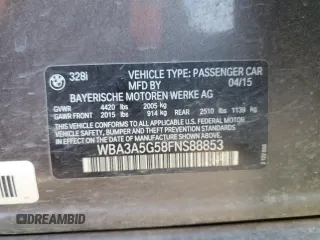 328i
VEHICLE TYPE: PASSENGER CAR
MFD BY 04/15
BAYERISCHE MOTOREN WERKE AG
GVWR 4420 lbs 2005 kg
GAWR FRONT 2015 lbs 914.5 kg REAR 2510 lbs 1139 kg
THIS VEHICLE CONFORMS TO ALL APPLICABLE FEDERAL MOTOR
VEHICLE SAFETY, BUMPER, AND THEFT PREVENTION STANDARDS
IN EFFECT ON THE DATE OF MANUFACTURE SHOWN ABOVE.
WBA3A5G58FNS88853
DREAMBID